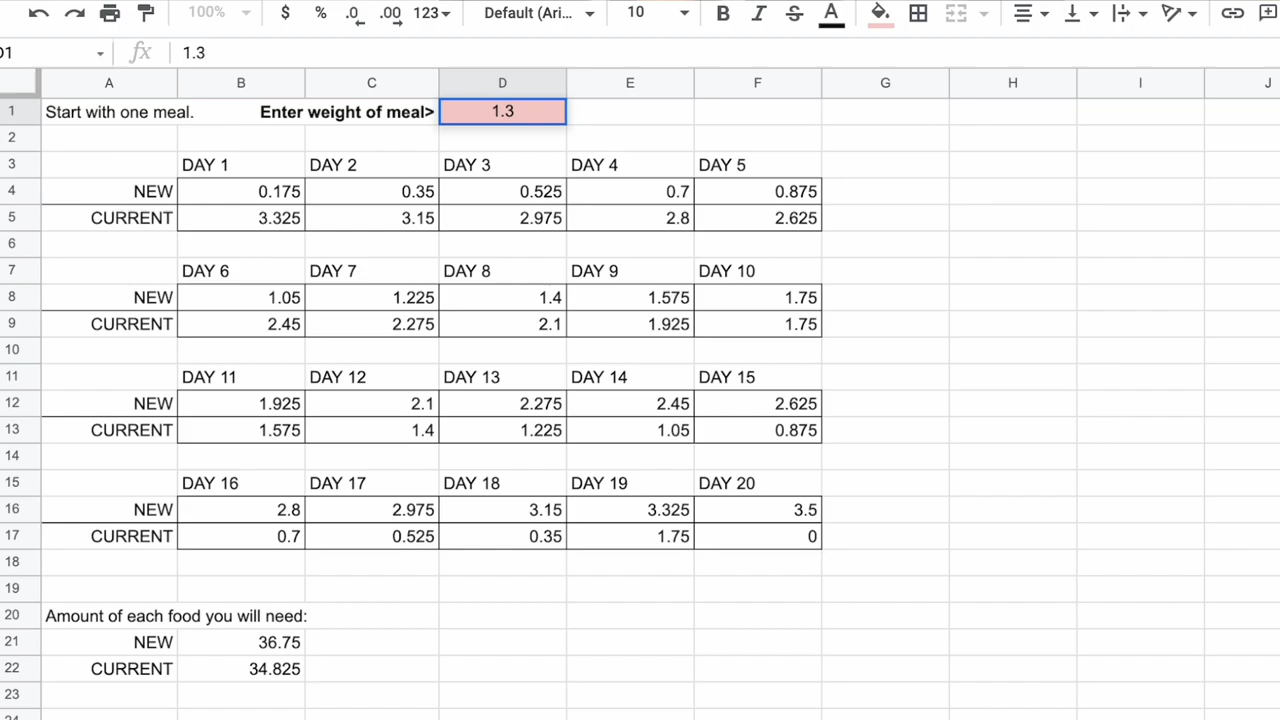 100% $ % .0 .00 123 Default (Ari... 10 B I S A
D1 fx 1.3
A B C D E F G H I J
1 Start with one meal. Enter weight of meal> 1.3
2
3 DAY 1 DAY 2 DAY 3 DAY 4 DAY 5
4 NEW 0.175 0.35 0.525 0.7 0.875
5 CURRENT 3.325 3.15 2.975 2.8 2.625
6
7 DAY 6 DAY 7 DAY 8 DAY 9 DAY 10
8 NEW 1.05 1.225 1.4 1.575 1.75
9 CURRENT 2.45 2.275 2.1 1.925 1.75
10
11 DAY 11 DAY 12 DAY 13 DAY 14 DAY 15
12 NEW 1.925 2.1 2.275 2.45 2.625
13 CURRENT 1.575 1.4 1.225 1.05 0.875
14
15 DAY 16 DAY 17 DAY 18 DAY 19 DAY 20
16 NEW 2.8 2.975 3.15 3.325 3.5
17 CURRENT 0.7 0.525 0.35 1.75 0
18
19
20 Amount of each food you will need:
21 NEW 36.75
22 CURRENT 34.825
23
24